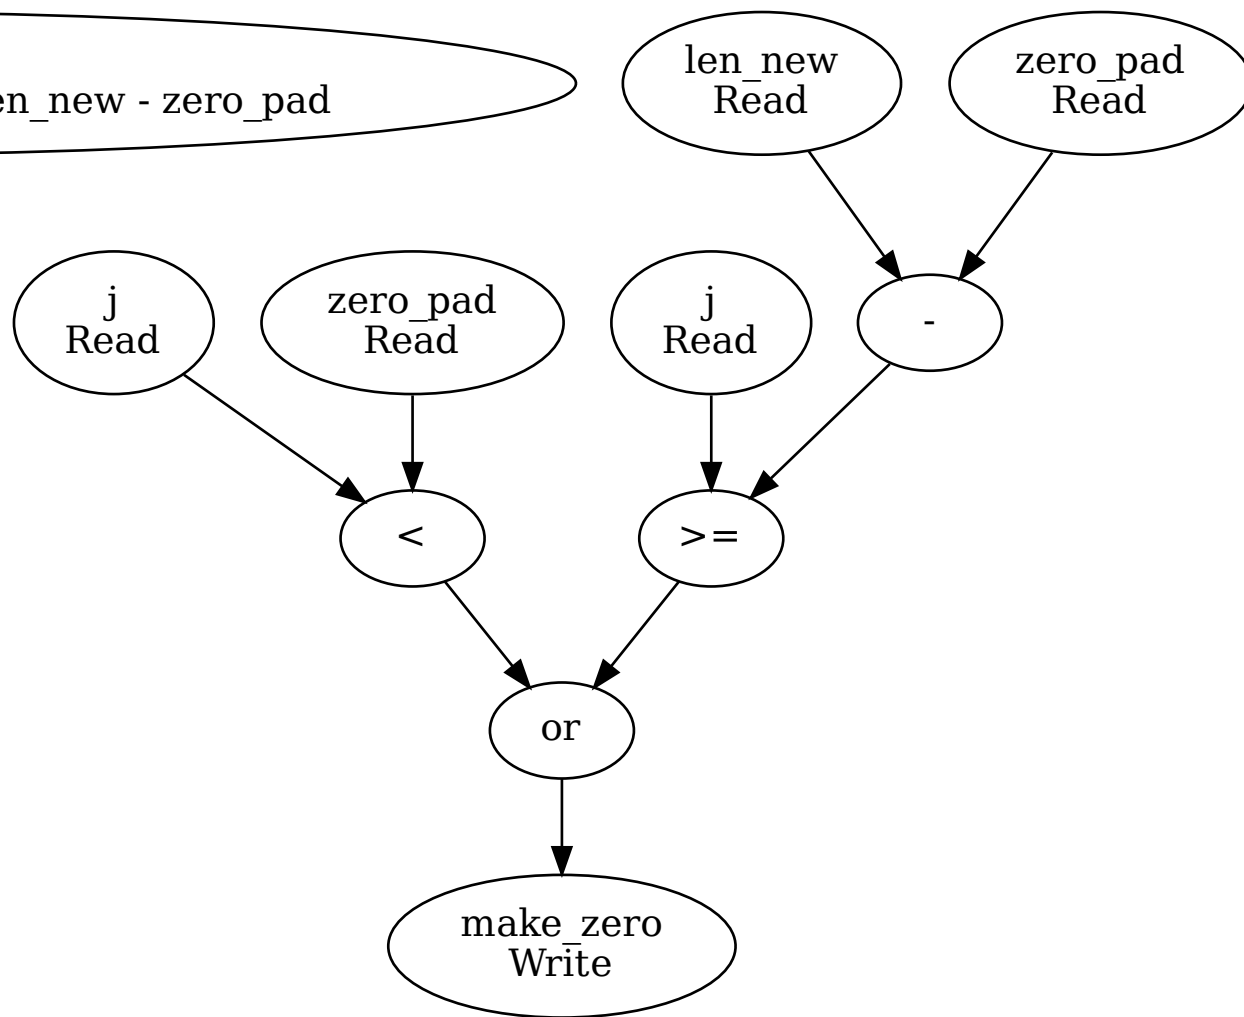 len_new
Read
zero_pad
Read
en_new - zero_pad
j
Read
zero_pad
Read
j
Read
-
<
>=
or
make_zero
Write